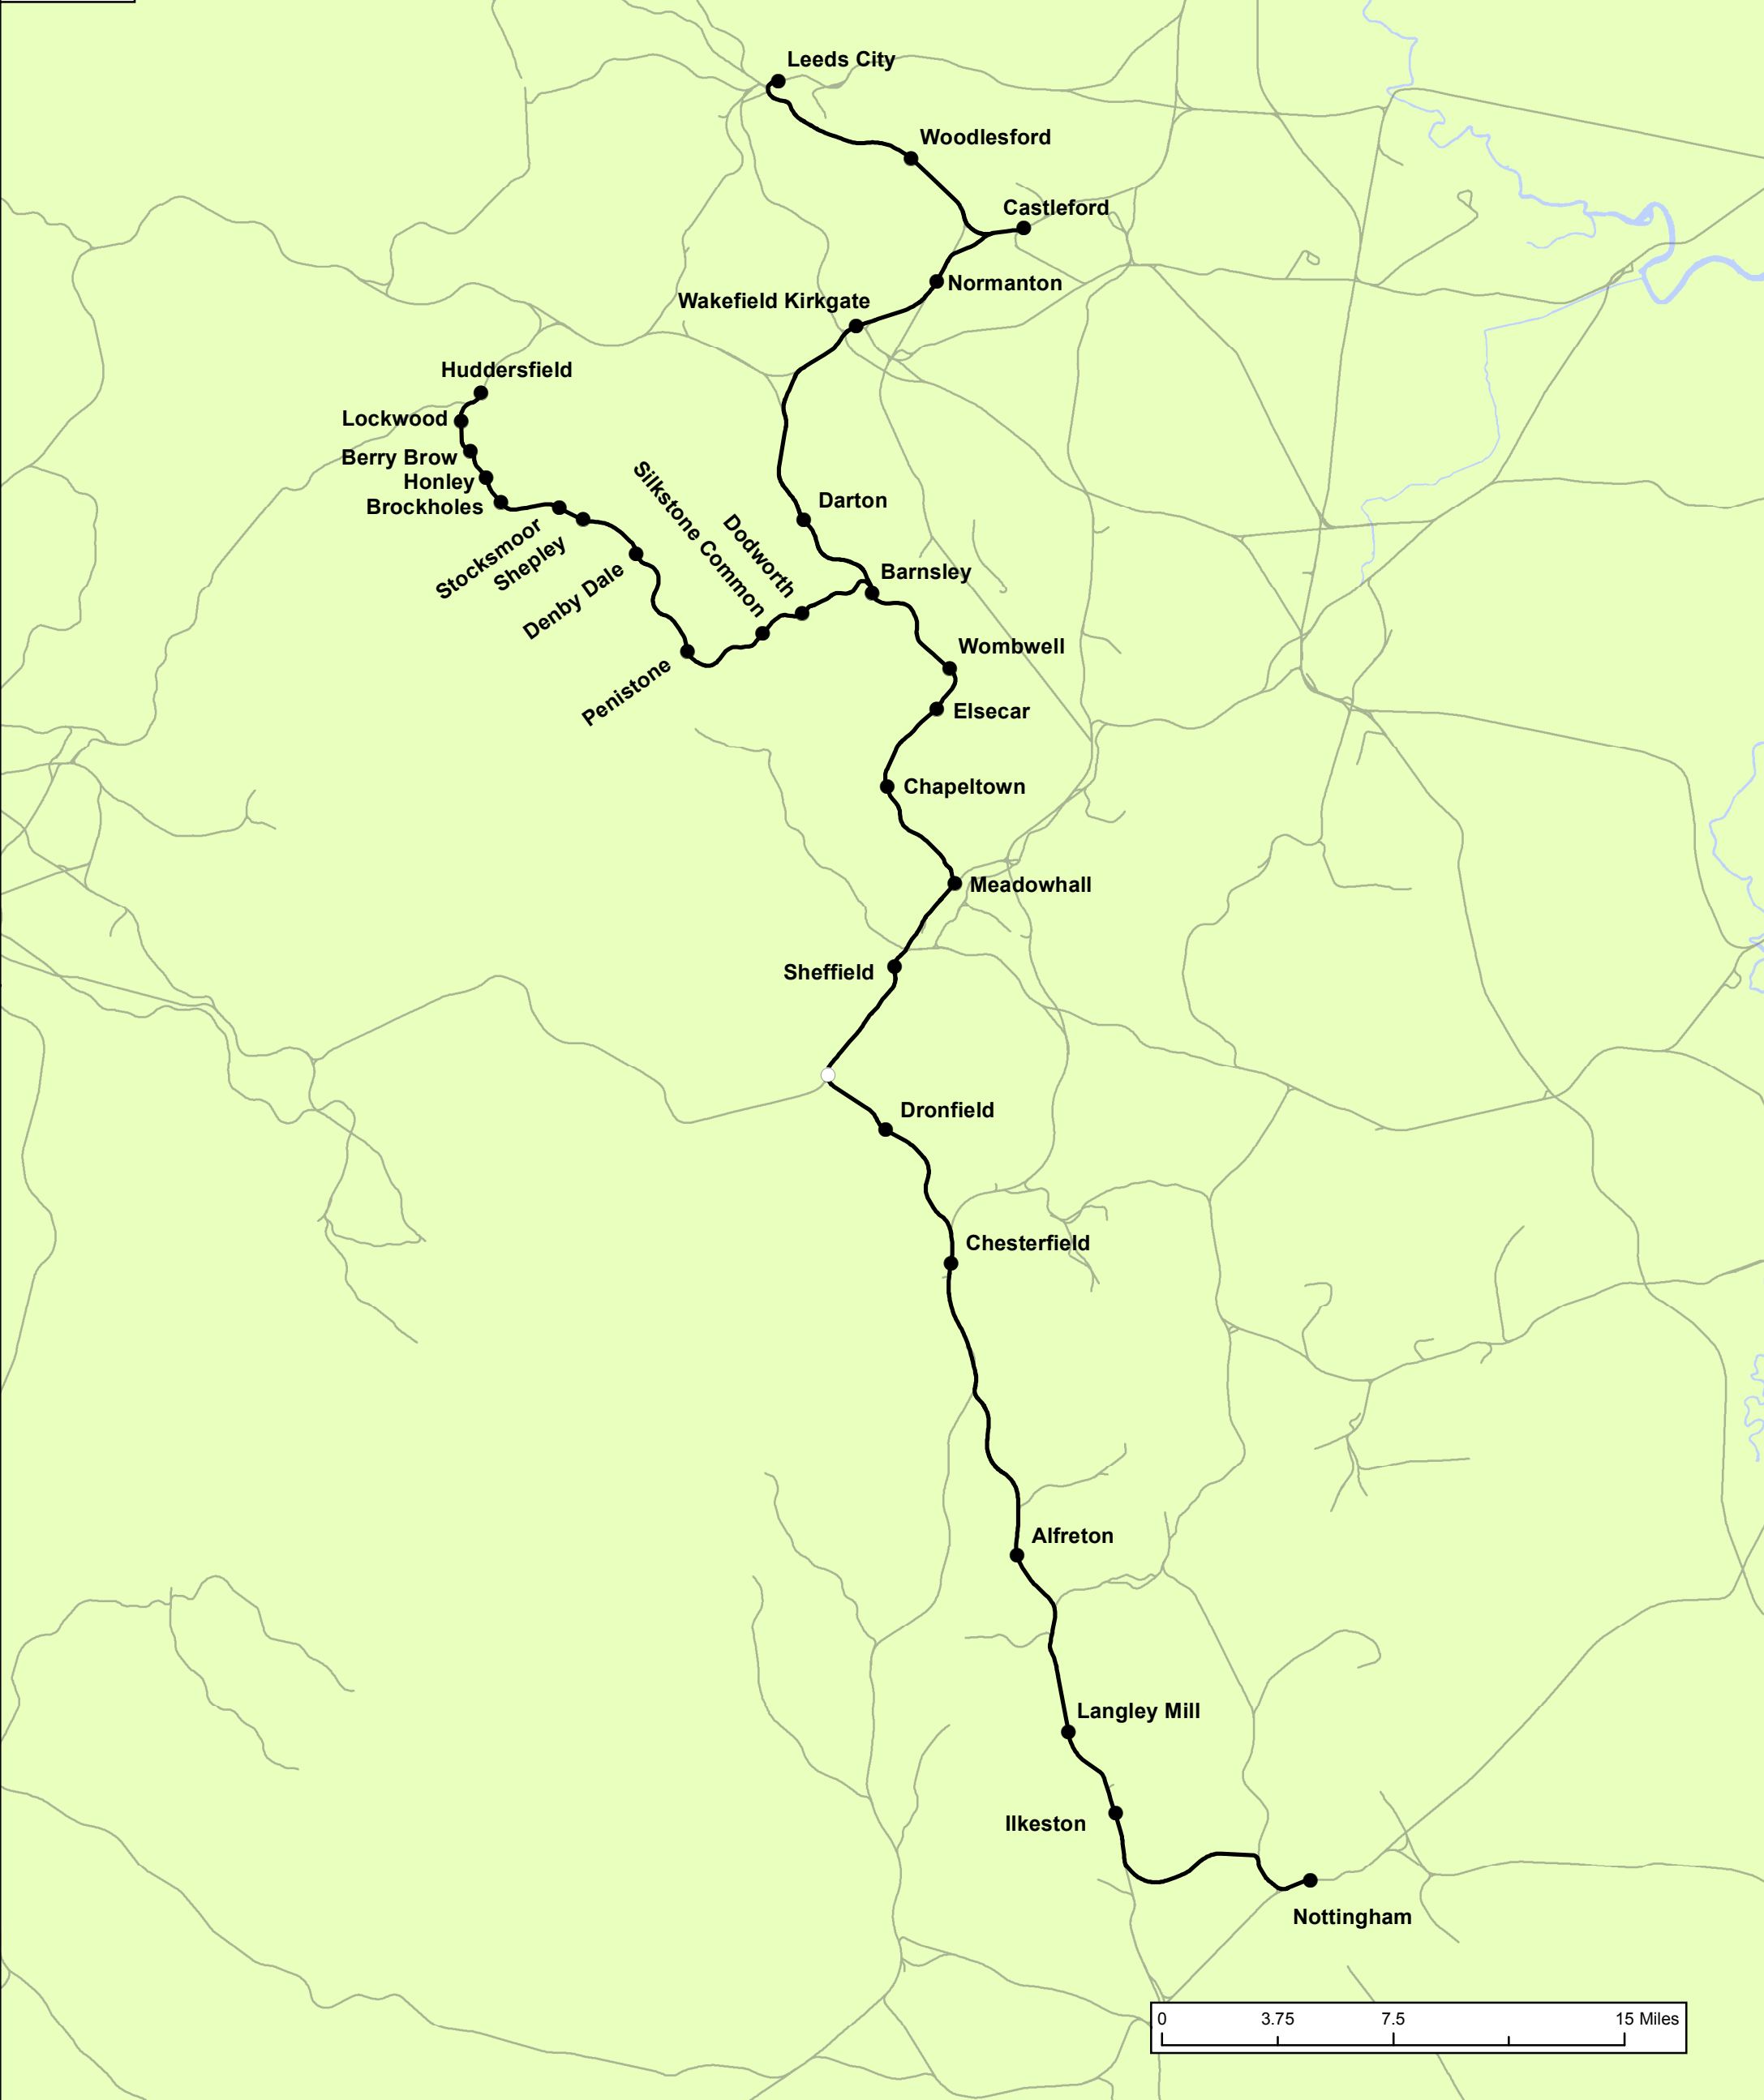 Leeds City
Woodlesford
Castleford
Normanton
Wakefield Kirkgate
Huddersfield
Lockwood
Berry Brow
Honley
Brockholes
Stocksmoor
Shepley
Denby Dale
Penistone
Silkstone Common
Dodworth
Darton
Barnsley
Wombwell
Elsecar
Chapeltown
Meadowhall
Sheffield
Dronfield
Chesterfield
Alfreton
Langley Mill
Ilkeston
Nottingham
0 3.75 7.5 15 Miles